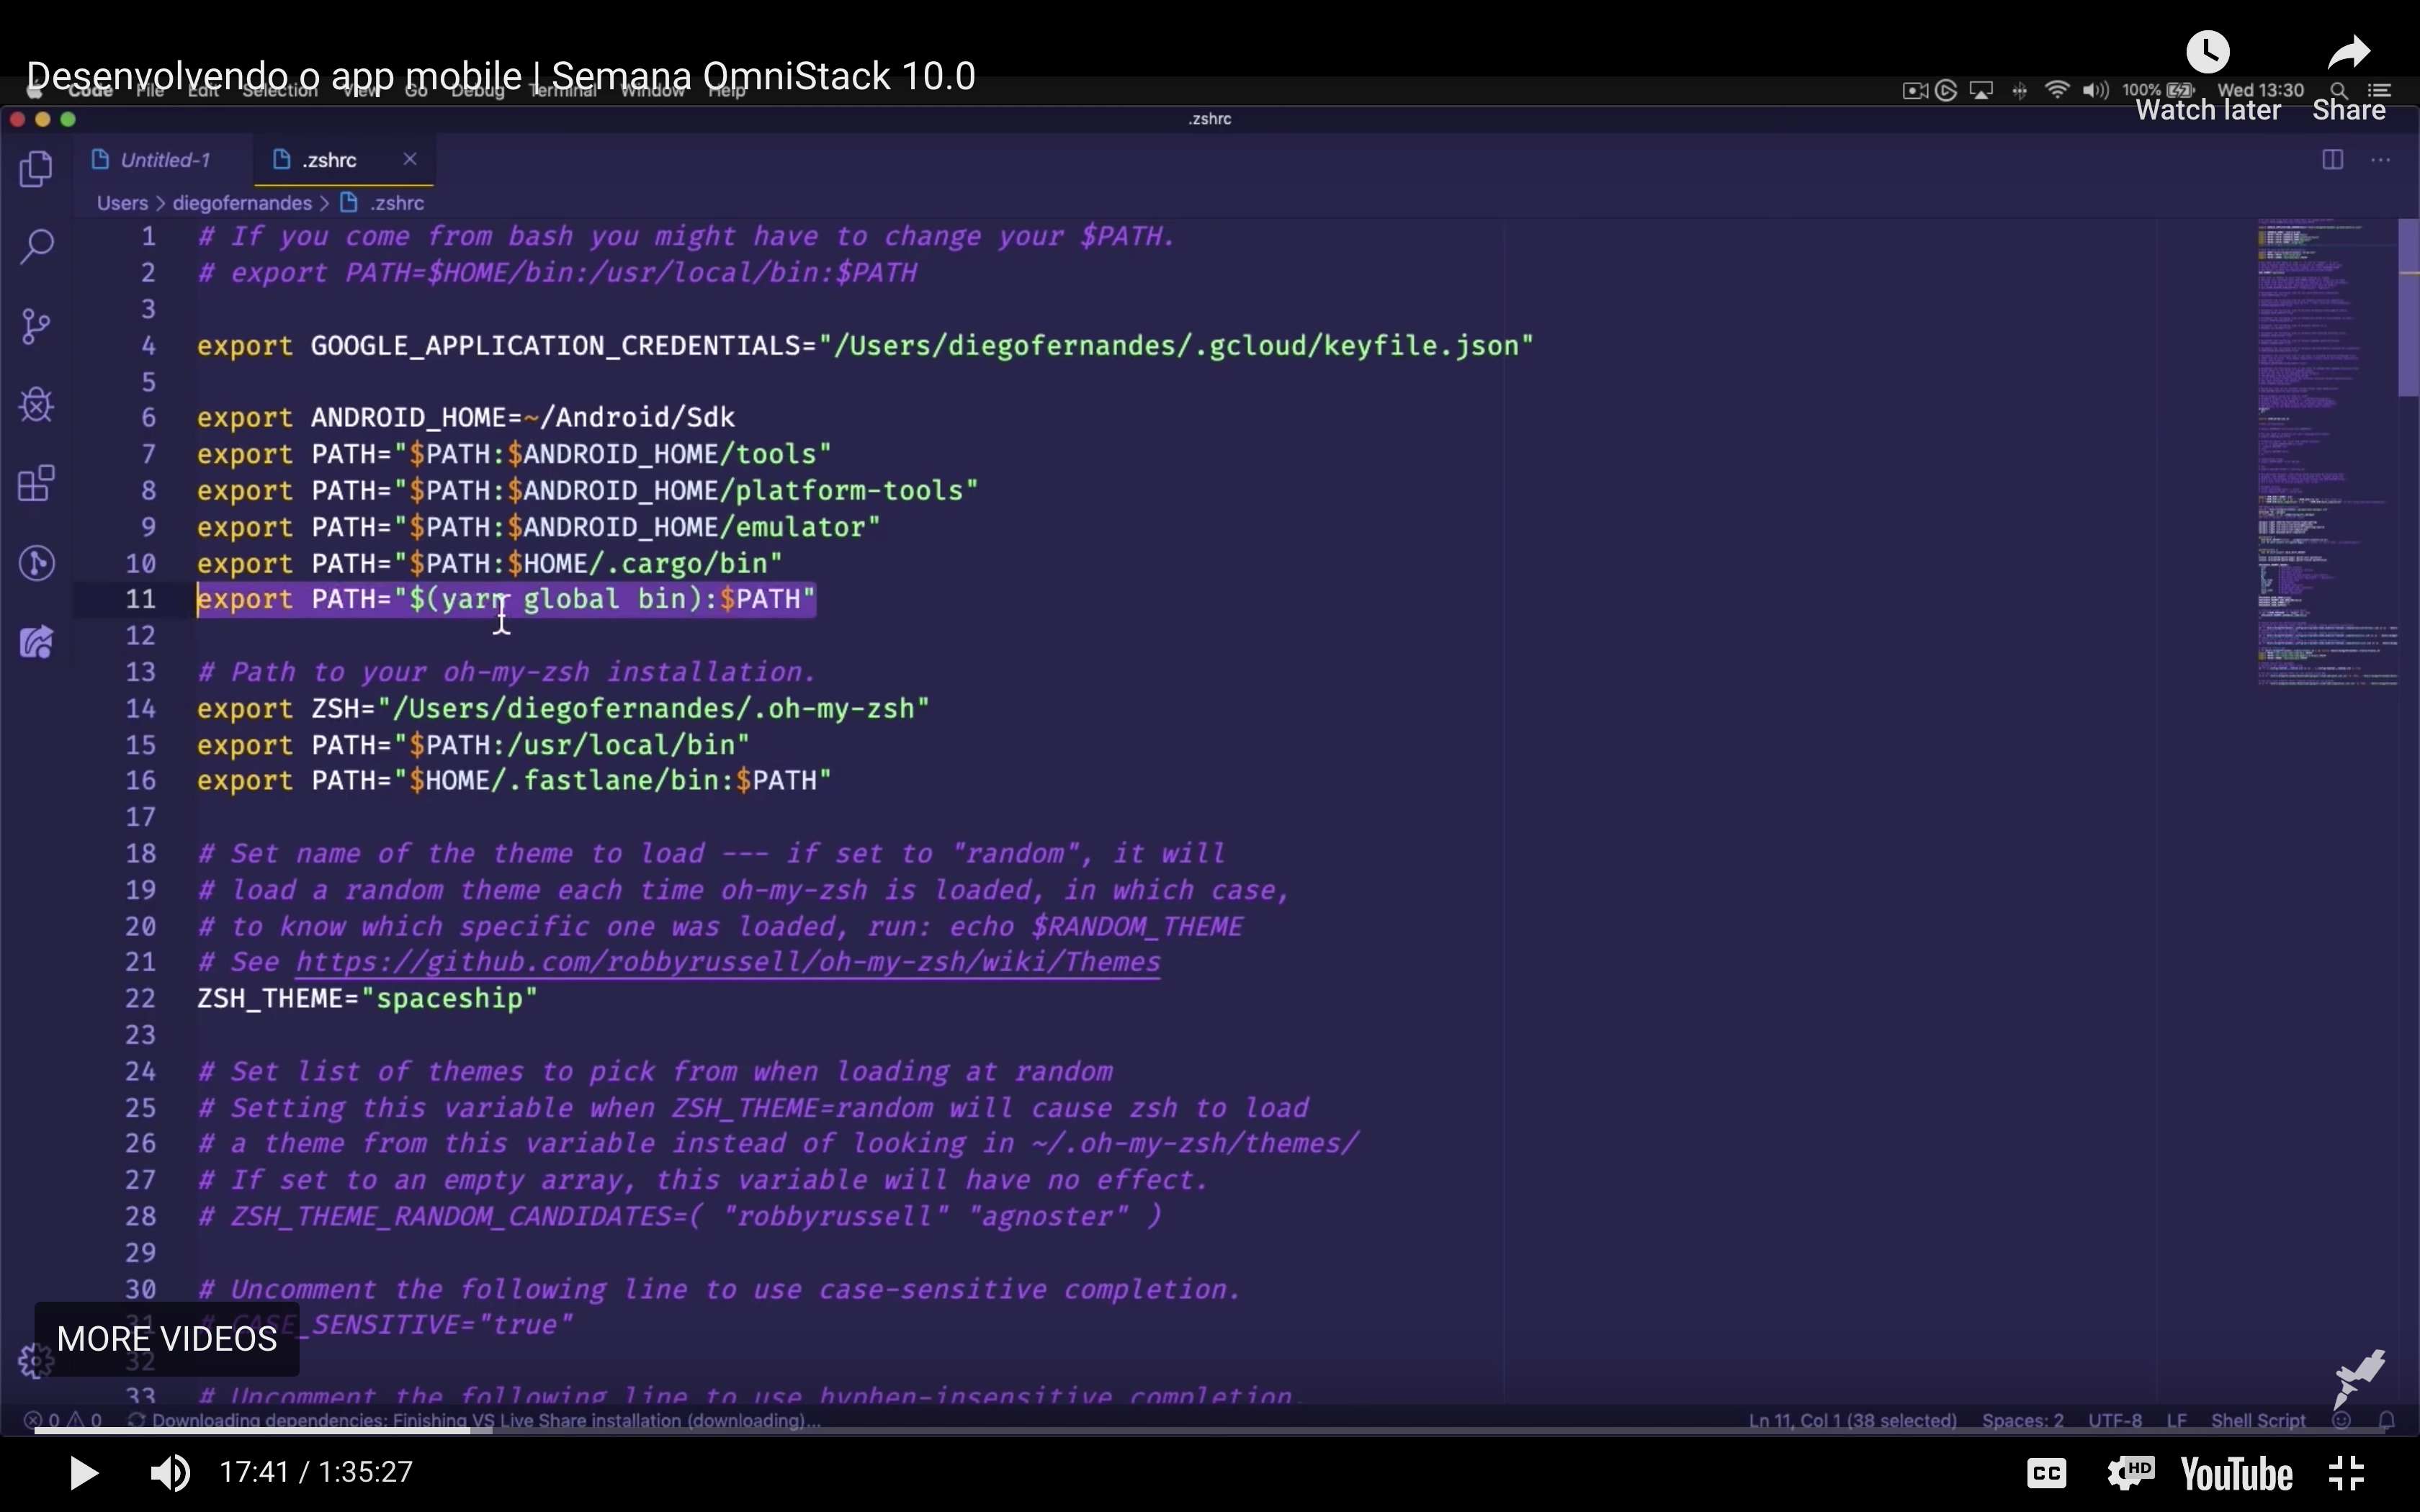 Desenvolvendo o app mobile | Semana OmniStack 10.0
Watch later
Share
Code File Edit Selection View Go Debug Terminal Window Help
100% Wed 13:30
.zshrc
Untitled-1
.zshrc
Users > diegofernandes > .zshrc
1 # If you come from bash you might have to change your $PATH.
2 # export PATH=$HOME/bin:/usr/local/bin:$PATH
3
4 export GOOGLE_APPLICATION_CREDENTIALS="/Users/diegofernandes/.gcloud/keyfile.json"
5
6 export ANDROID_HOME=~/Android/Sdk
7 export PATH="$PATH:$ANDROID_HOME/tools"
8 export PATH="$PATH:$ANDROID_HOME/platform-tools"
9 export PATH="$PATH:$ANDROID_HOME/emulator"
10 export PATH="$PATH:$HOME/.cargo/bin"
11 export PATH="$(yarn global bin):$PATH"
12
13 # Path to your oh-my-zsh installation.
14 export ZSH="/Users/diegofernandes/.oh-my-zsh"
15 export PATH="$PATH:/usr/local/bin"
16 export PATH="$HOME/.fastlane/bin:$PATH"
17
18 # Set name of the theme to load --- if set to "random", it will
19 # load a random theme each time oh-my-zsh is loaded, in which case,
20 # to know which specific one was loaded, run: echo $RANDOM_THEME
21 # See https://github.com/robbyrussell/oh-my-zsh/wiki/Themes
22 ZSH_THEME="spaceship"
23
24 # Set list of themes to pick from when loading at random
25 # Setting this variable when ZSH_THEME=random will cause zsh to load
26 # a theme from this variable instead of looking in ~/.oh-my-zsh/themes/
27 # If set to an empty array, this variable will have no effect.
28 # ZSH_THEME_RANDOM_CANDIDATES=( "robbyrussell" "agnoster" )
29
30 # Uncomment the following line to use case-sensitive completion.
31 # CASE_SENSITIVE="true"
MORE VIDEOS
32
33 # Uncomment the following line to use hyphen-insensitive completion.
0 0 Downloading dependencies: Finishing VS Live Share installation (downloading)...
Ln 11, Col 1 (38 selected) Spaces: 2 UTF-8 LF Shell Script
17:41 / 1:35:27
CC
HD
YouTube